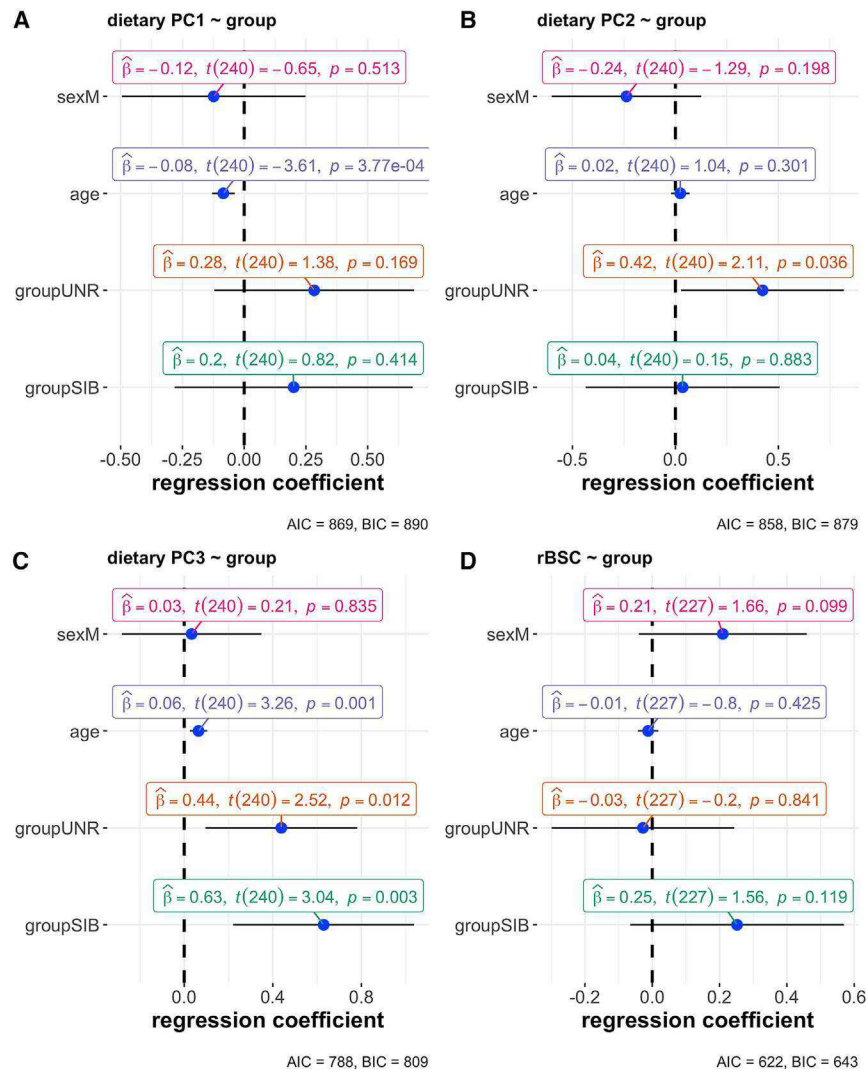 A
dietary PC1 ~ group
β̂ = −0.12, t(240) = −0.65, p = 0.513
sexM
β̂ = −0.08, t(240) = −3.61, p = 3.77e-04
age
β̂ = 0.28, t(240) = 1.38, p = 0.169
groupUNR
β̂ = 0.2, t(240) = 0.82, p = 0.414
groupSIB
-0.50 -0.25 0.00 0.25 0.50
regression coefficient
AIC = 869, BIC = 890
B
dietary PC2 ~ group
β̂ = −0.24, t(240) = −1.29, p = 0.198
sexM
β̂ = 0.02, t(240) = 1.04, p = 0.301
age
β̂ = 0.42, t(240) = 2.11, p = 0.036
groupUNR
β̂ = 0.04, t(240) = 0.15, p = 0.883
groupSIB
-0.5 0.0 0.5
regression coefficient
AIC = 858, BIC = 879
C
dietary PC3 ~ group
β̂ = 0.03, t(240) = 0.21, p = 0.835
sexM
β̂ = 0.06, t(240) = 3.26, p = 0.001
age
β̂ = 0.44, t(240) = 2.52, p = 0.012
groupUNR
β̂ = 0.63, t(240) = 3.04, p = 0.003
groupSIB
0.0 0.4 0.8
regression coefficient
AIC = 788, BIC = 809
D
rBSC ~ group
β̂ = 0.21, t(227) = 1.66, p = 0.099
sexM
β̂ = −0.01, t(227) = −0.8, p = 0.425
age
β̂ = −0.03, t(227) = −0.2, p = 0.841
groupUNR
β̂ = 0.25, t(227) = 1.56, p = 0.119
groupSIB
-0.2 0.0 0.2 0.4 0.6
regression coefficient
AIC = 622, BIC = 643